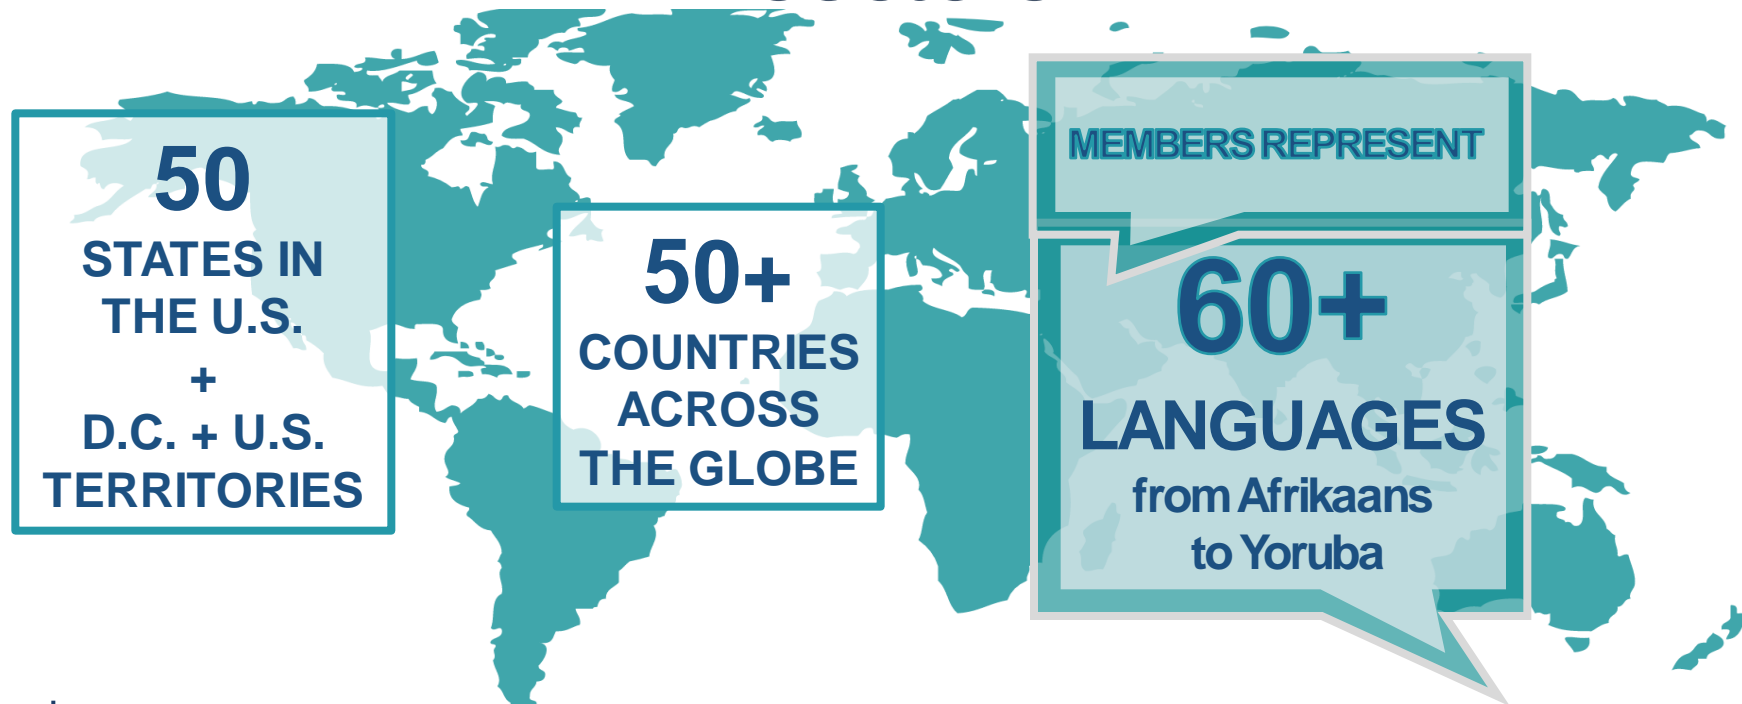 50
STATES IN
THE U.S.
+
D.C. + U.S.
TERRITORIES
50+
COUNTRIES
ACROSS
THE GLOBE
MEMBERS REPRESENT
60+
LANGUAGES
from Afrikaans
to Yoruba